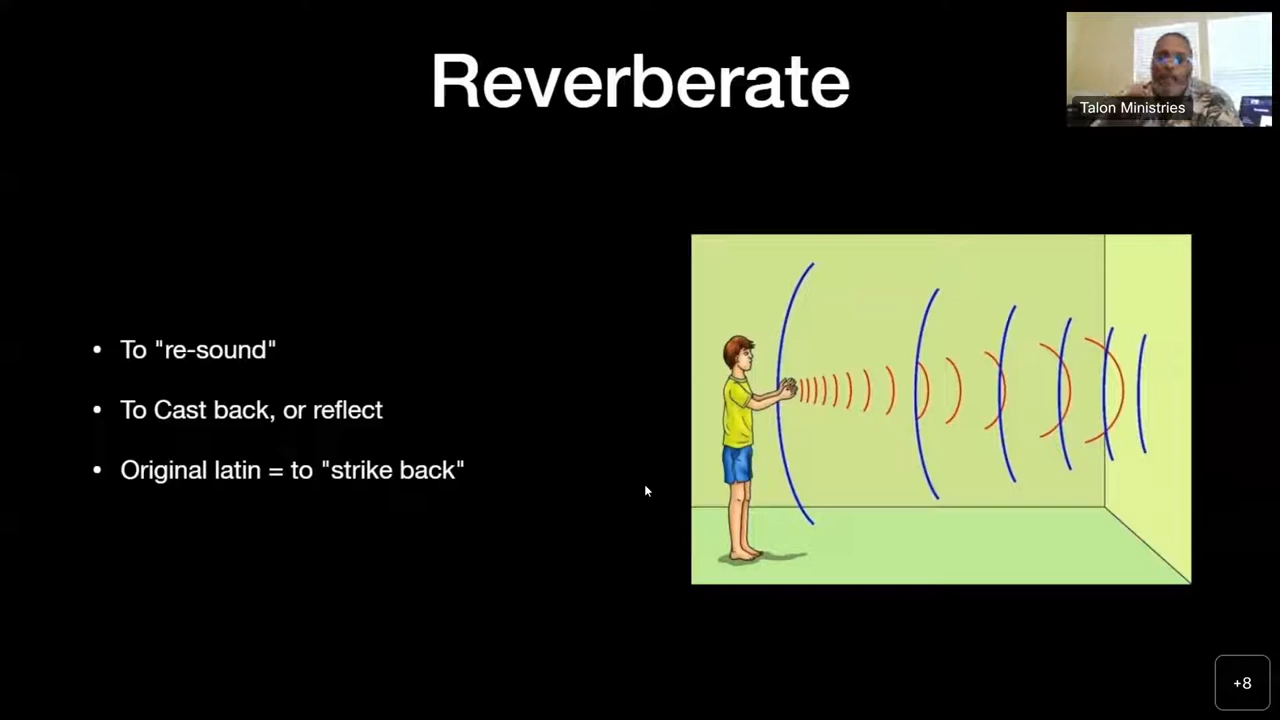 Reverberate
Talon Ministries
To "re-sound"
To Cast back, or reflect
Original latin = to "strike back"
+8